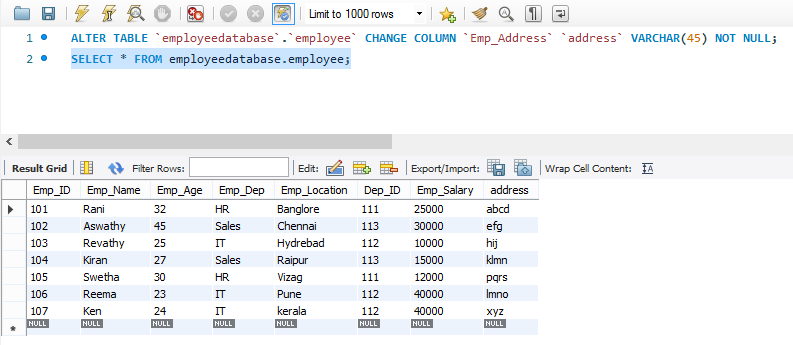 Limit to 1000 rows
1 ALTER TABLE `employeedatabase`.`employee` CHANGE COLUMN `Emp_Address` `address` VARCHAR(45) NOT NULL;
2 SELECT * FROM employeedatabase.employee;
Result Grid Filter Rows: Edit: Export/Import: Wrap Cell Content:
Emp_ID Emp_Name Emp_Age Emp_Dep Emp_Location Dep_ID Emp_Salary address
101 Rani 32 HR Banglore 111 25000 abcd
102 Aswathy 45 Sales Chennai 113 30000 efg
103 Revathy 25 IT Hydrebad 112 10000 hij
104 Kiran 27 Sales Raipur 113 15000 klmn
105 Swetha 30 HR Vizag 111 12000 pqrs
106 Reema 23 IT Pune 112 40000 lmno
107 Ken 24 IT kerala 112 40000 xyz
NULL NULL NULL NULL NULL NULL NULL NULL